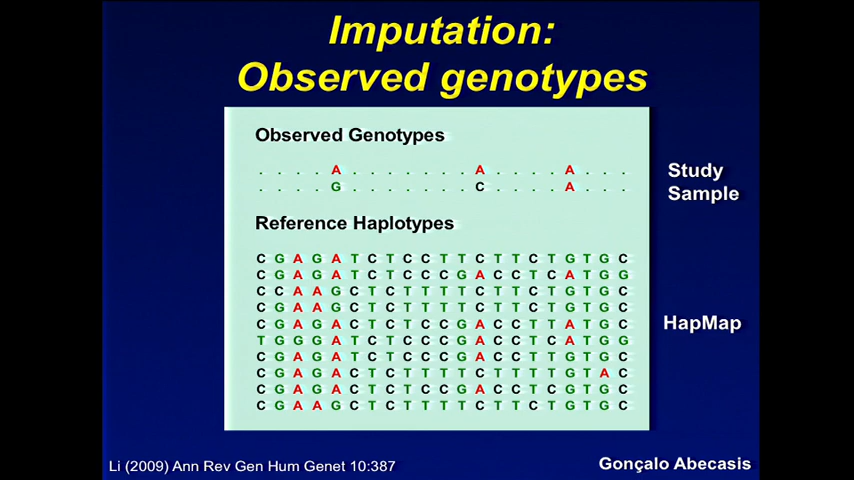 Imputation:
Observed genotypes
Observed Genotypes
. . . . A . . . . . . . A . . . . A . . .
. . . . G . . . . . . . C . . . . A . . .
Study
Sample
Reference Haplotypes
C G A G A T C T C C T T C T T C T G T G C
C G A G A T C T C C C G A C C T C A T G G
C C A A G C T C T T T T C T T C T G T G C
C G A A G C T C T T T T C T T C T G T G C
C G A G A C T C T C C G A C C T T A T G C
T G G G A T C T C C C G A C C T C A T G G
C G A G A T C T C C C G A C C T T G T G C
C G A G A C T C T T T T C T T T T G T A C
C G A G A C T C T C C G A C C T C G T G C
C G A A G C T C T T T T C T T C T G T G C
HapMap
Li (2009) Ann Rev Gen Hum Genet 10:387
Gonçalo Abecasis